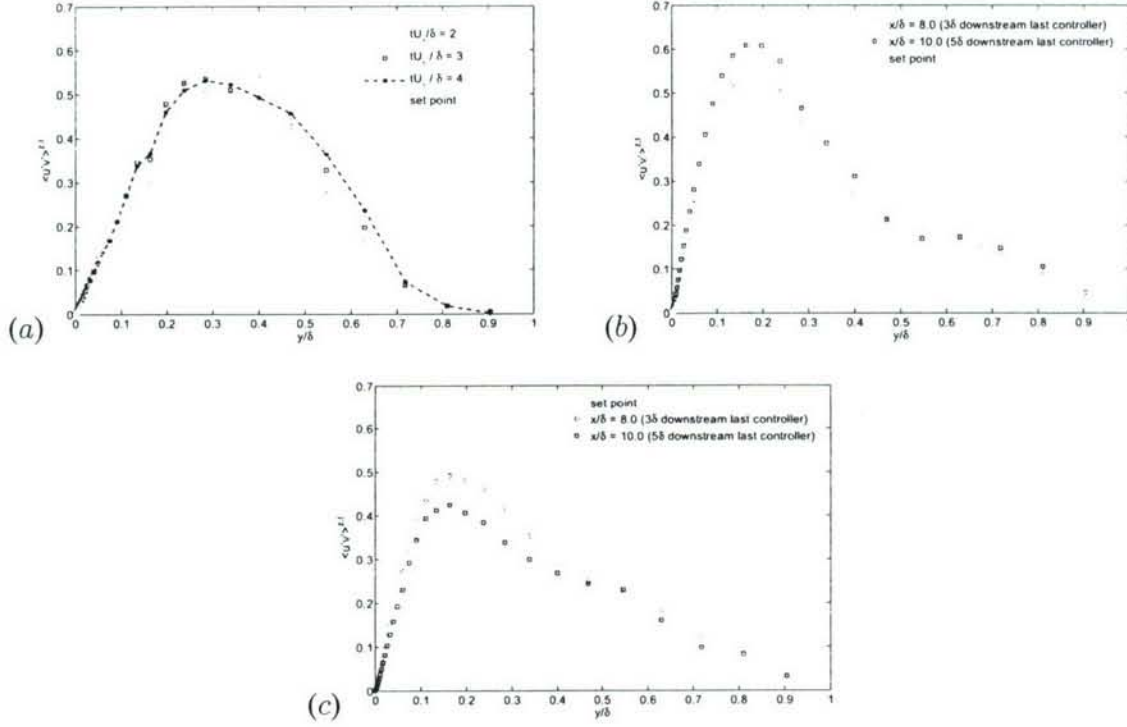 0.7
0.6
0.5
0.4
0.3
0.2
0.1
0
0 0.1 0.2 0.3 0.4 0.5 0.6 0.7 0.8 0.9 1
y/δ
/δ = 2
/ δ = 3
/ δ = 4
set point
(a)
0.7
0.6
0.5
0.4
0.3
0.2
0.1
0
0 0.1 0.2 0.3 0.4 0.5 0.6 0.7 0.8 0.9
y/δ
x/δ = 8.0 (3δ downstream last controller)
x/δ = 10.0 (5δ downstream last controller)
set point
(b)
0.7
0.6
0.5
0.4
0.3
0.2
0.1
0
0 0.1 0.2 0.3 0.4 0.5 0.6 0.7 0.8 0.9 1
y/δ
set point
x/δ = 8.0 (3δ downstream last controller)
x/δ = 10.0 (5δ downstream last controller)
(c)